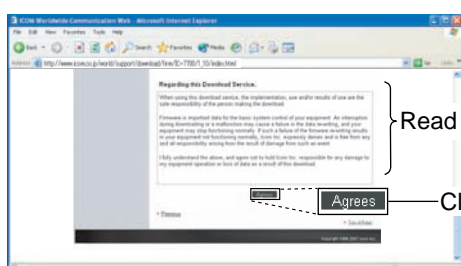 ICOM Worldwide Communication Web - Microsoft Internet Explorer
File Edit View Favorites Tools Help
Back Search Favorites Media
Address http://www.icom.co.jp/world/support/download/firm/IC-7700/1_10/index.html Go
Regarding this Download Service.
When using this download service, the implementation, use and/or results of use are the
sole responsibility of the person making the download.
Firmware is important data for the basic system control of your equipment. An interruption
during downloading or a malfunction may cause a failure in the data rewriting, and your
equipment may stop functioning normally. If such a failure of the firmware rewriting results
in your equipment not functioning normally, Icom Inc. expressly denies and is free from any
and all responsibility arising from the result of damage from such an event.
I fully understand the above, and agree not to hold Icom Inc. responsible for any damage to
my equipment operation or loss of data as a result of this download.
Read
Agrees
Agrees
Cl
Previous
Top of Page